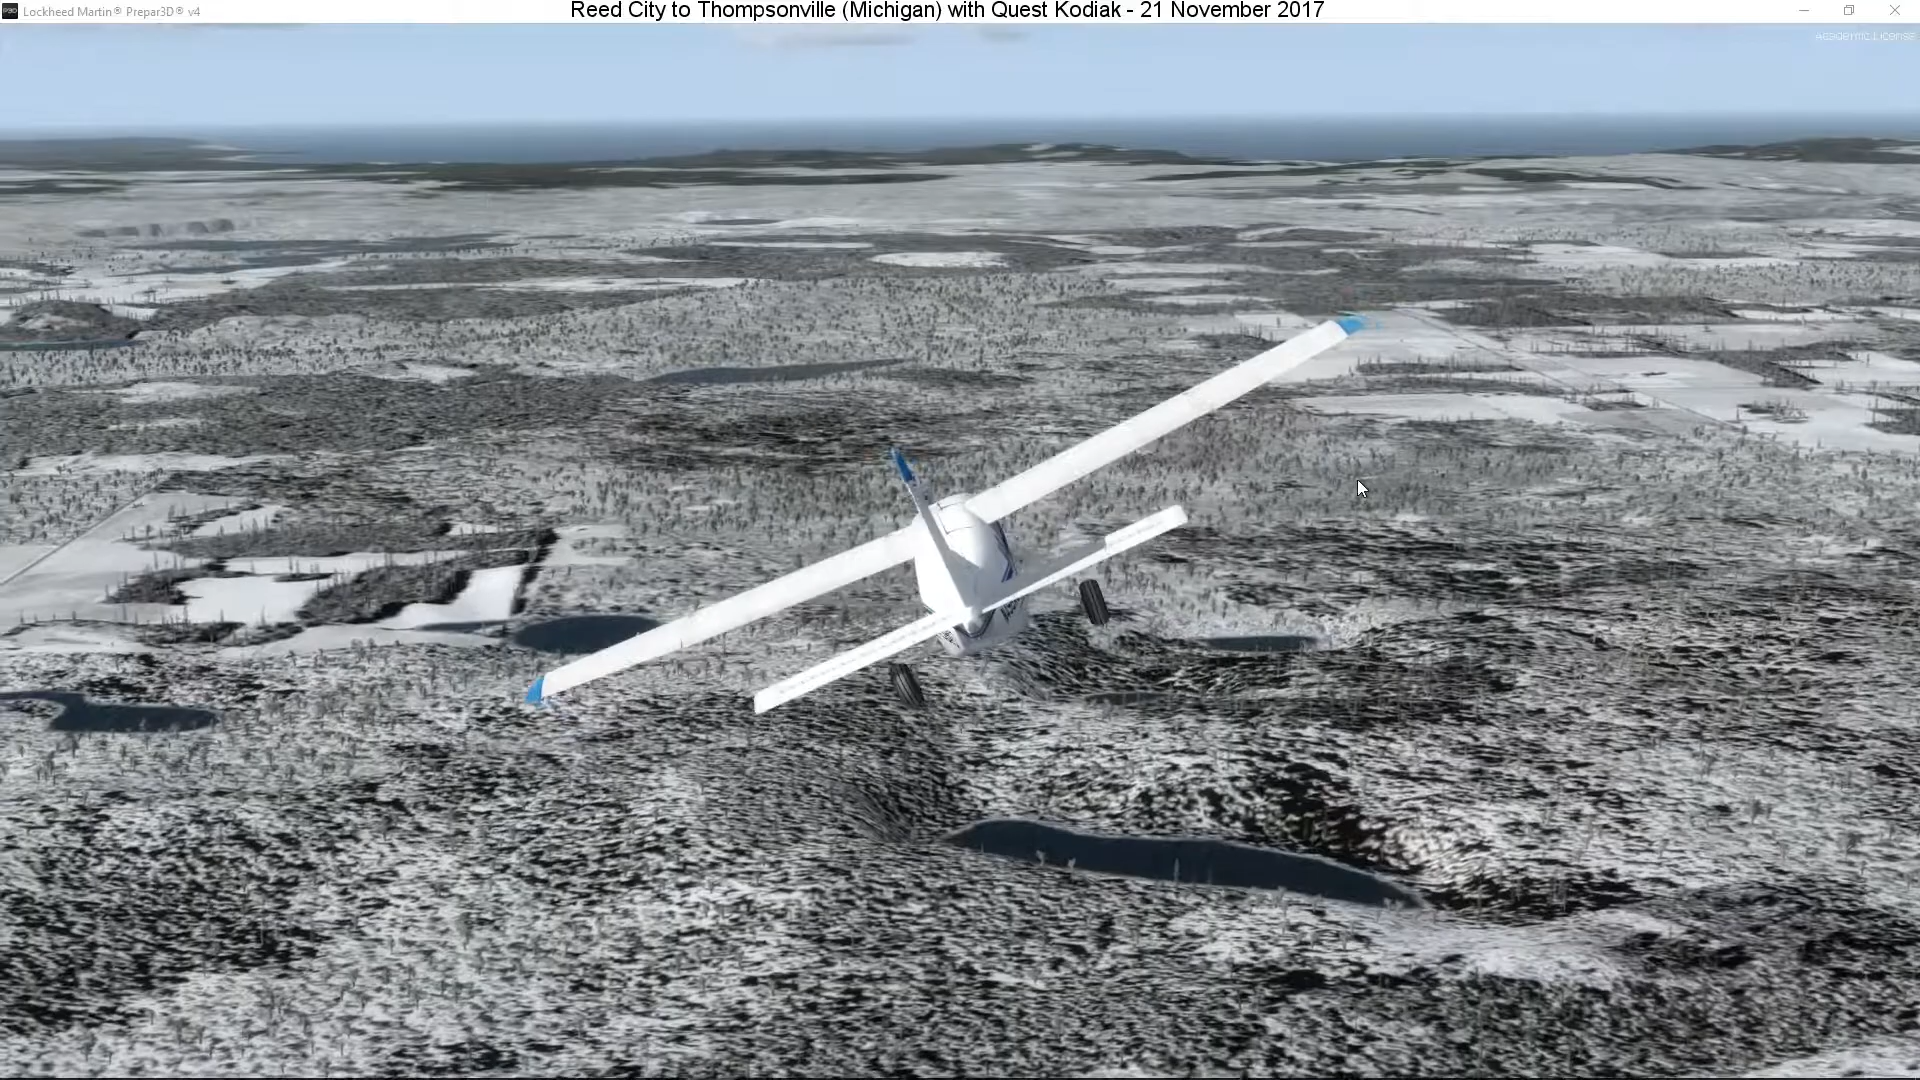 Lockheed Martin® Prepar3D® v4
Reed City to Thompsonville (Michigan) with Quest Kodiak - 21 November 2017
Academic License